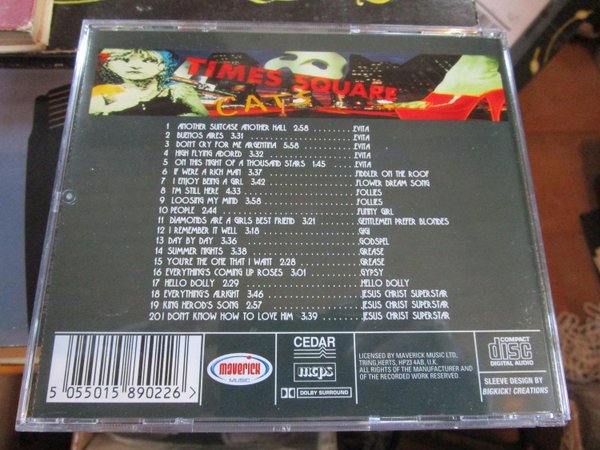 TIMES SQUARE
CATS
1 ANOTHER SUITCASE ANOTHER HALL 2:58 .......... EVITA
2 BUENOS AIRES 3.31 .......... EVITA
3 DON'T CRY FOR ME ARGENTINA 5.58 .......... EVITA
4 HIGH FLYING ADORED 3.32 .......... EVITA
5 ON THIS NIGHT OF A THOUSAND STARS 1.45 .......... EVITA
6 IF WERE A RICH MAN 3.37 .......... FIDDLER ON THE ROOF
7 I ENJOY BEING A GIRL 3.42 .......... FLOWER DREAM SONG
8 I'M STILL HERE 4.33 .......... FOLLIES
9 LOOSING MY MIND 3.58 .......... FOLLIES
10 PEOPLE 2.44 .......... FUNNY GIRL
11 DIAMONDS ARE A GIRLS BEST FRIEND 3:21 .......... GENTLEMEN PREFER BLONDES
12 I REMEMBER IT WELL 3.18 .......... GIGI
13 DAY BY DAY 3.36 .......... GODSPEL
14 SUMMER NIGHTS 3.38 .......... GREASE
15 YOU'RE THE ONE THAT I WANT 2:28 .......... GREASE
16 EVERYTHING'S COMING UP ROSES 3.01 .......... GYPSY
17 HELLO DOLLY 2:29 .......... HELLO DOLLY
18 EVERYTHING'S ALRIGHT 3.46 .......... JESUS CHRIST SUPERSTAR
19 KING HEROD'S SONG 2:57 .......... JESUS CHRIST SUPERSTAR
20 I DON'T KNOW HOW TO LOVE HIM 3.39 .......... JESUS CHRIST SUPERSTAR
5 055015 890226 >
maverick
MUSIC
CEDAR
mcps
DOLBY SURROUND
LICENSED BY MAVERICK MUSIC LTD,
TRING, HERTS, HP23 4AB, U.K.
ALL RIGHTS OF THE MANUFACTURER AND
OF THE RECORDED WORK RESERVED.
COMPACT
disc
DIGITAL AUDIO
SLEEVE DESIGN BY
BIGKICK! CREATIONS